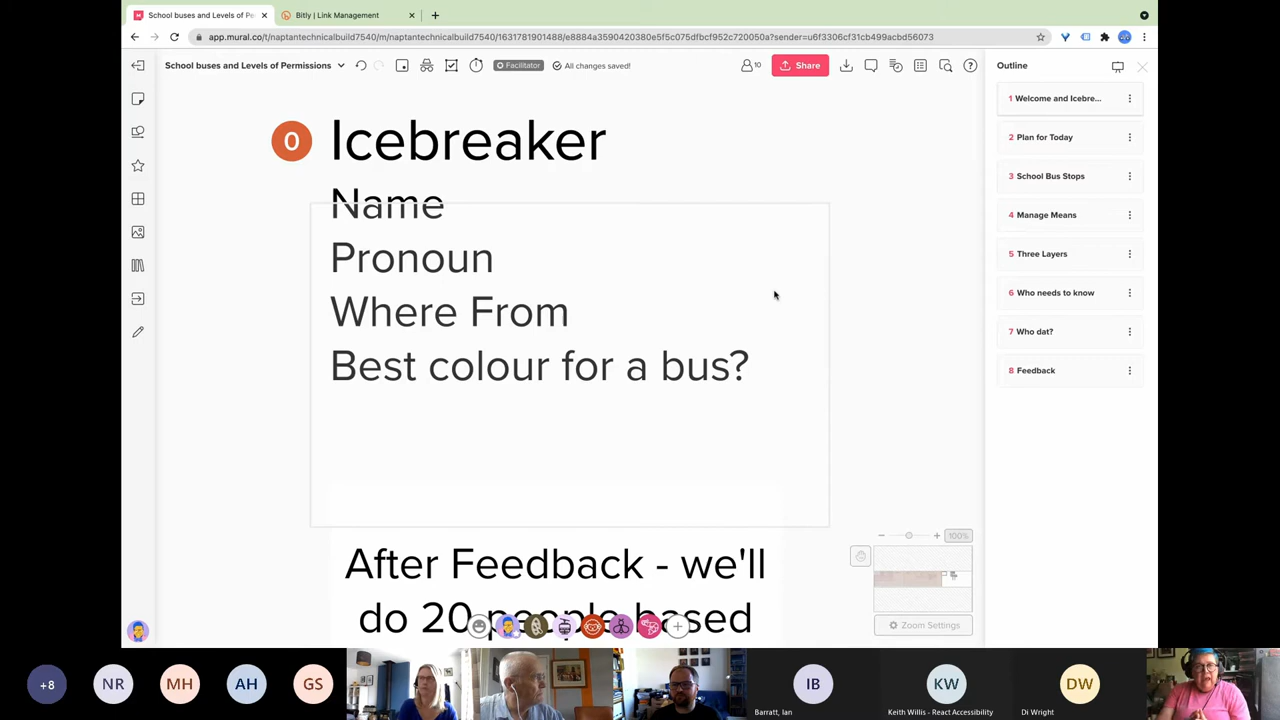 School buses and Levels of Pe
Bitly | Link Management
app.mural.co/t/naptantechnicalbuild7540/m/naptantechnicalbuild7540/1631781901488/e8884a3590420380e5f5c075dfbcf952c720050a?sender=u6f3306cf31cb499acbd56073
School buses and Levels of Permissions
Facilitator
All changes saved!
10
Share
Outline
1 Welcome and Icebre...
2 Plan for Today
3 School Bus Stops
4 Manage Means
5 Three Layers
6 Who needs to know
7 Who dat?
8 Feedback
0 Icebreaker
Name
Pronoun
Where From
Best colour for a bus?
After Feedback - we'll
do 20 people based
100%
Zoom Settings
+8
NR
MH
AH
GS
IB
Barratt, Ian
KW
Keith Willis - React Accessibility
DW
Di Wright